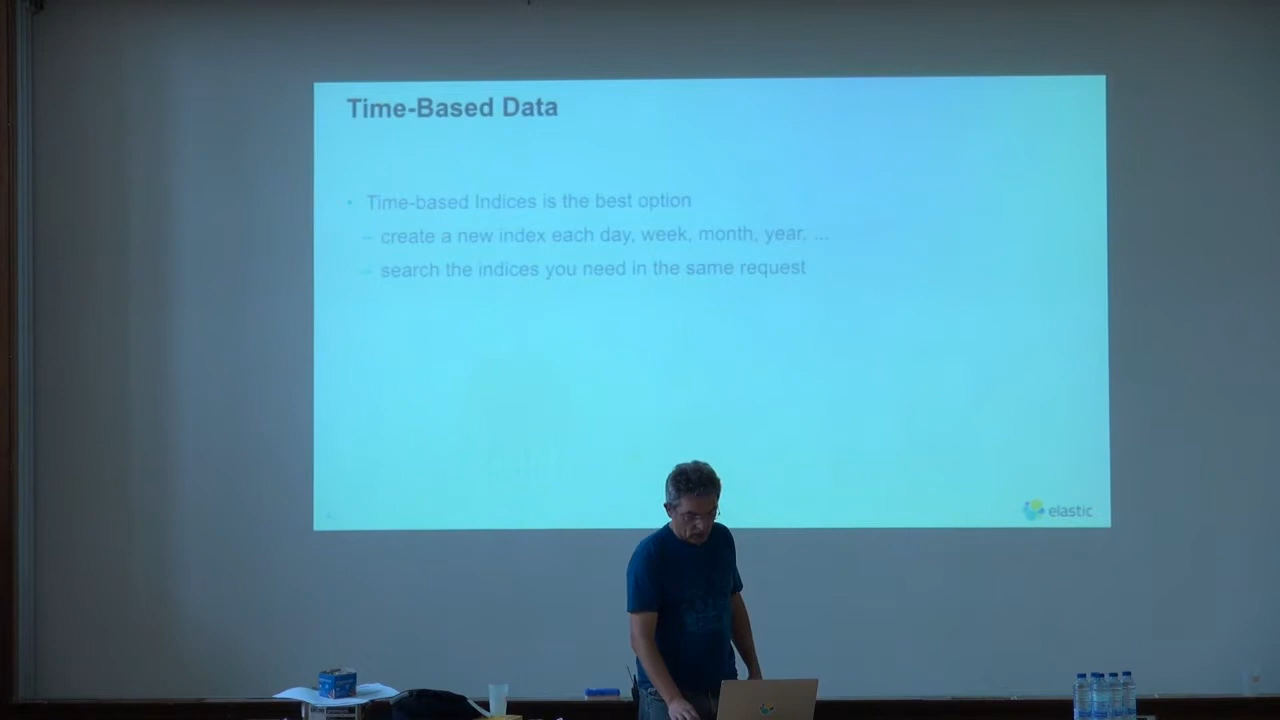 Time-Based Data
• Time-based Indices is the best option
– create a new index each day, week, month, year, ...
– search the indices you need in the same request
elastic